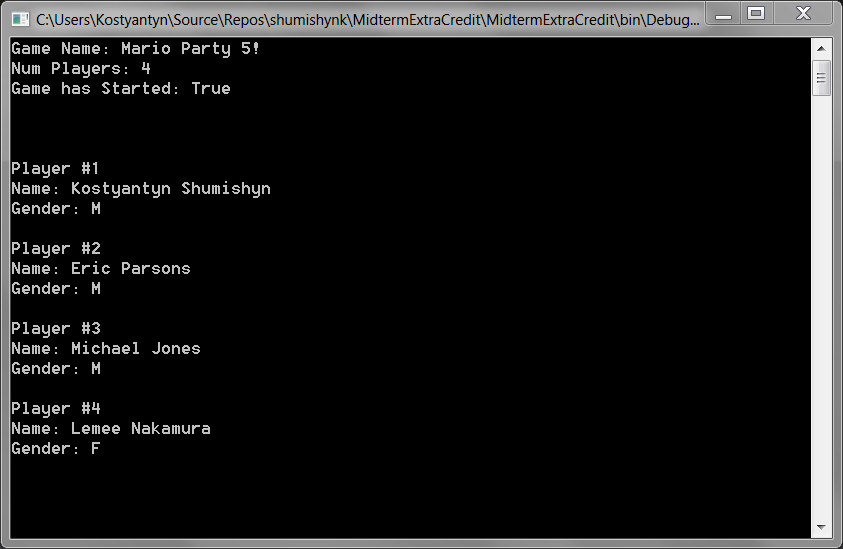 C:\Users\Kostyantyn\Source\Repos\shumishynk\MidtermExtraCredit\MidtermExtraCredit\bin\Debug...
Game Name: Mario Party 5!
Num Players: 4
Game has Started: True
Player #1
Name: Kostyantyn Shumishyn
Gender: M
Player #2
Name: Eric Parsons
Gender: M
Player #3
Name: Michael Jones
Gender: M
Player #4
Name: Lemee Nakamura
Gender: F